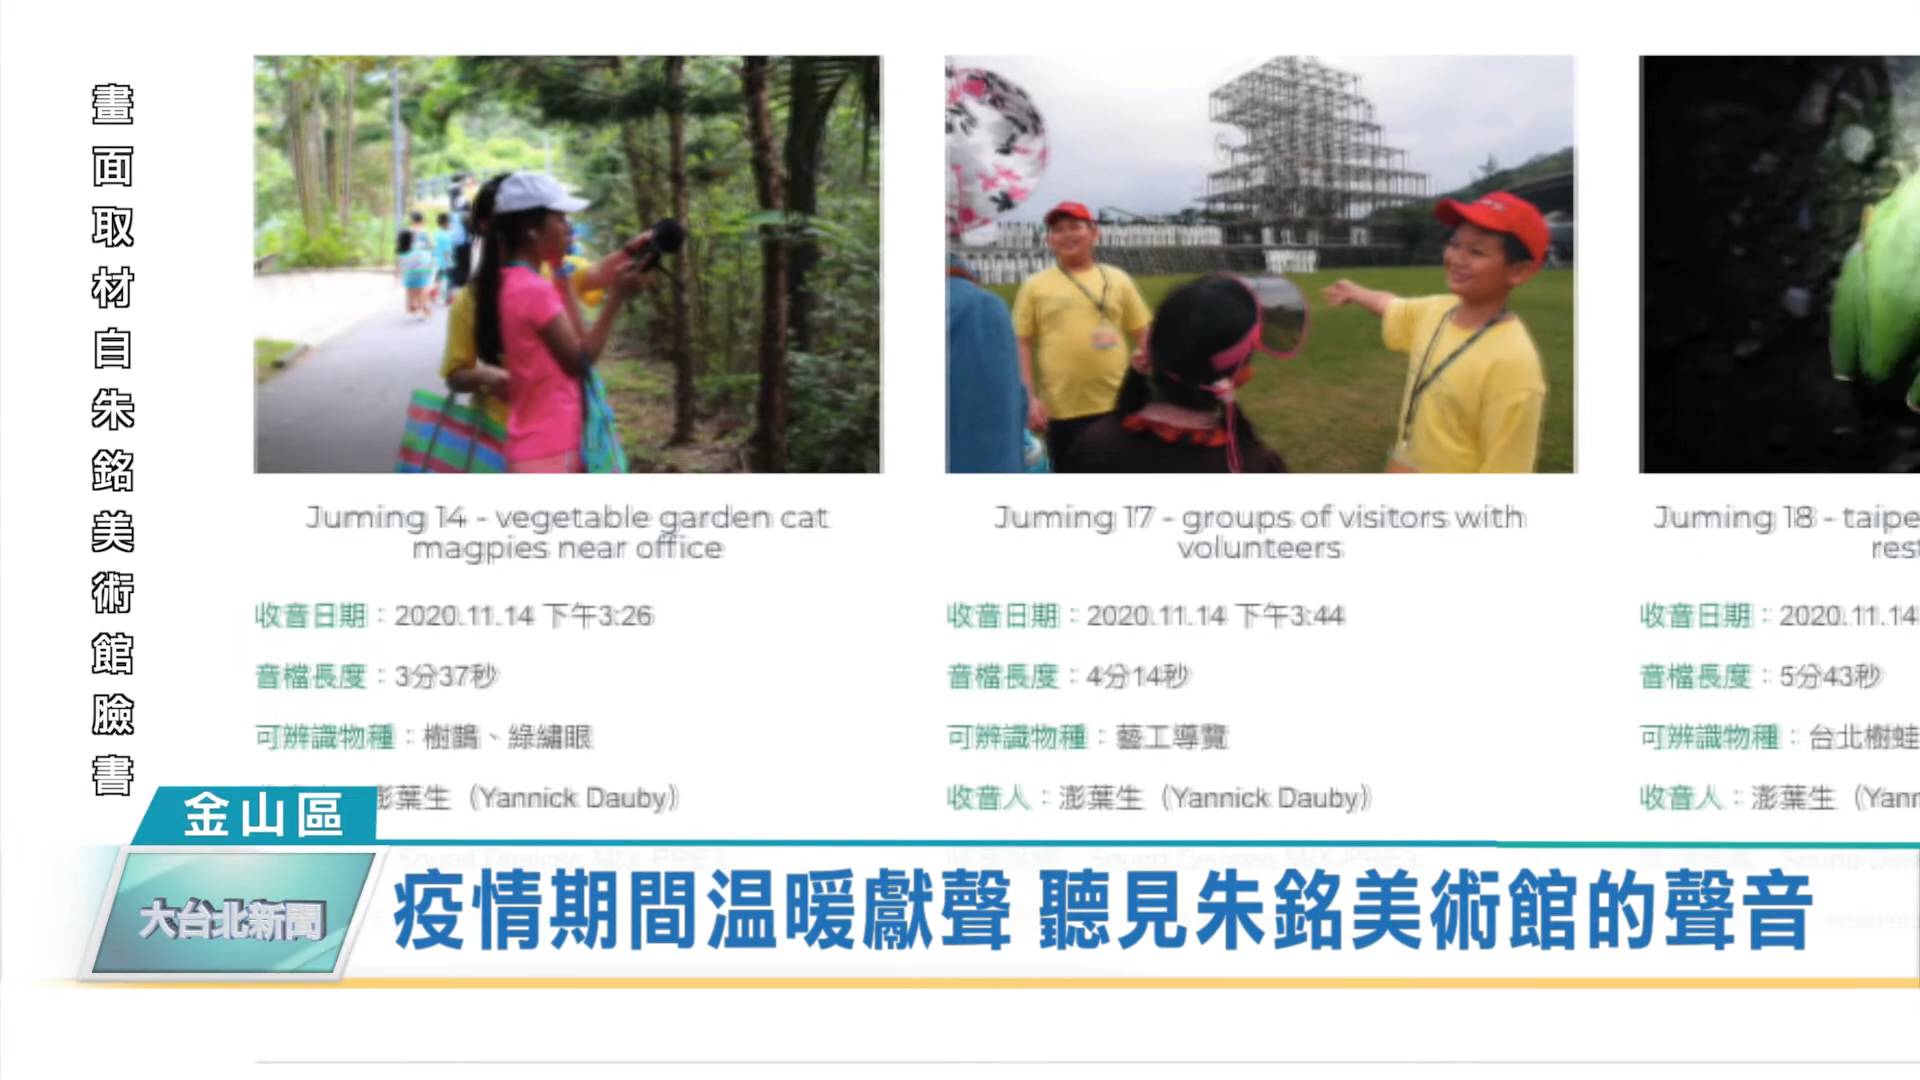 畫面取材自朱銘美術館臉書
Juming 14 - vegetable garden cat
magpies near office
收音日期：2020.11.14 下午3:26
音檔長度：3分37秒
可辨識物種：樹鵲、綠繡眼
澎葉生（Yannick Dauby）
Juming 17 - groups of visitors with
volunteers
收音日期：2020.11.14 下午3:44
音檔長度：4分14秒
可辨識物種：藝工導覽
收音人：澎葉生（Yannick Dauby）
Juming 18 - taipe
rest
收音日期：2020.11.14
音檔長度：5分43秒
可辨識物種：台北樹蛙
收音人：澎葉生（Yann
金山區
大台北新聞
疫情期間温暖獻聲 聽見朱銘美術館的聲音